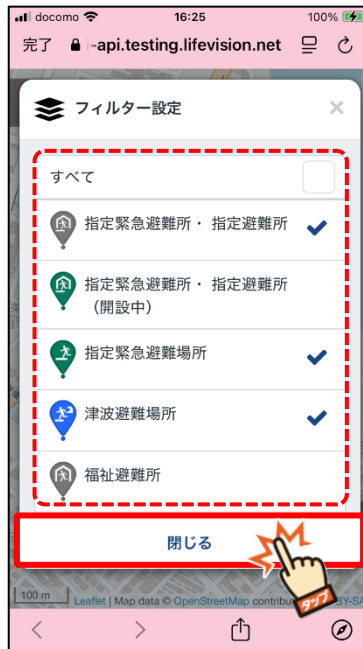 docomo 16:25 100%
完了 -api.testing.lifevision.net
フィルター設定 ×
すべて
指定緊急避難所・ 指定避難所
指定緊急避難所・ 指定避難所
（開設中）
指定緊急避難場所
津波避難場所
福祉避難所
閉じる
タップ
100 m
Leaflet | Map data © OpenStreetMap contribu BY-SA